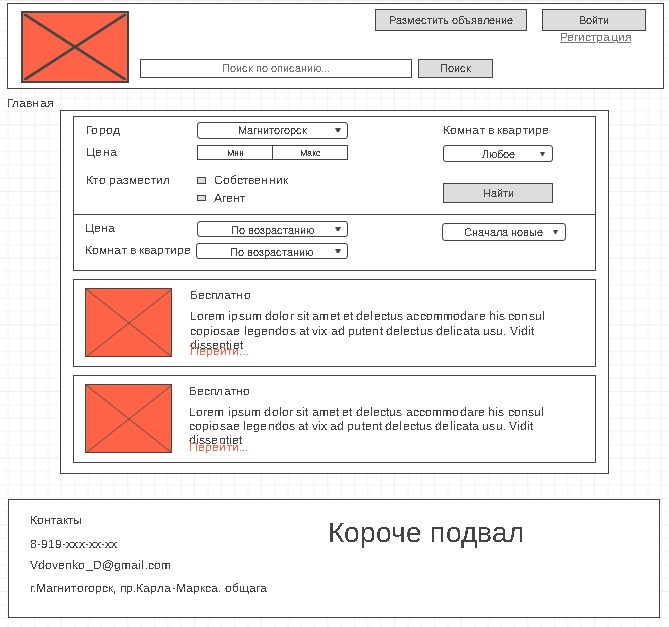 Разместить объявление
Войти
Регистрация
Поиск по описанию...
Поиск
Главная
Город
Магнитогорск
Комнат в квартире
Цена
Мин
Макс
Любое
Кто разместил
Собственник
Агент
Найти
Цена
По возрастанию
Сначала новые
Комнат в квартире
По возрастанию
Бесплатно
Lorem ipsum dolor sit amet et delectus accommodare his consul
copiosae legendos at vix ad putent delectus delicata usu. Vidit
dissentiet
Перейти...
Бесплатно
Lorem ipsum dolor sit amet et delectus accommodare his consul
copiosae legendos at vix ad putent delectus delicata usu. Vidit
dissentiet
Перейти...
Контакты
8-919-xxx-xx-xx
Vdovenko_D@gmail.com
г.Магнитогорск, пр.Карла-Маркса. общага
Короче подвал